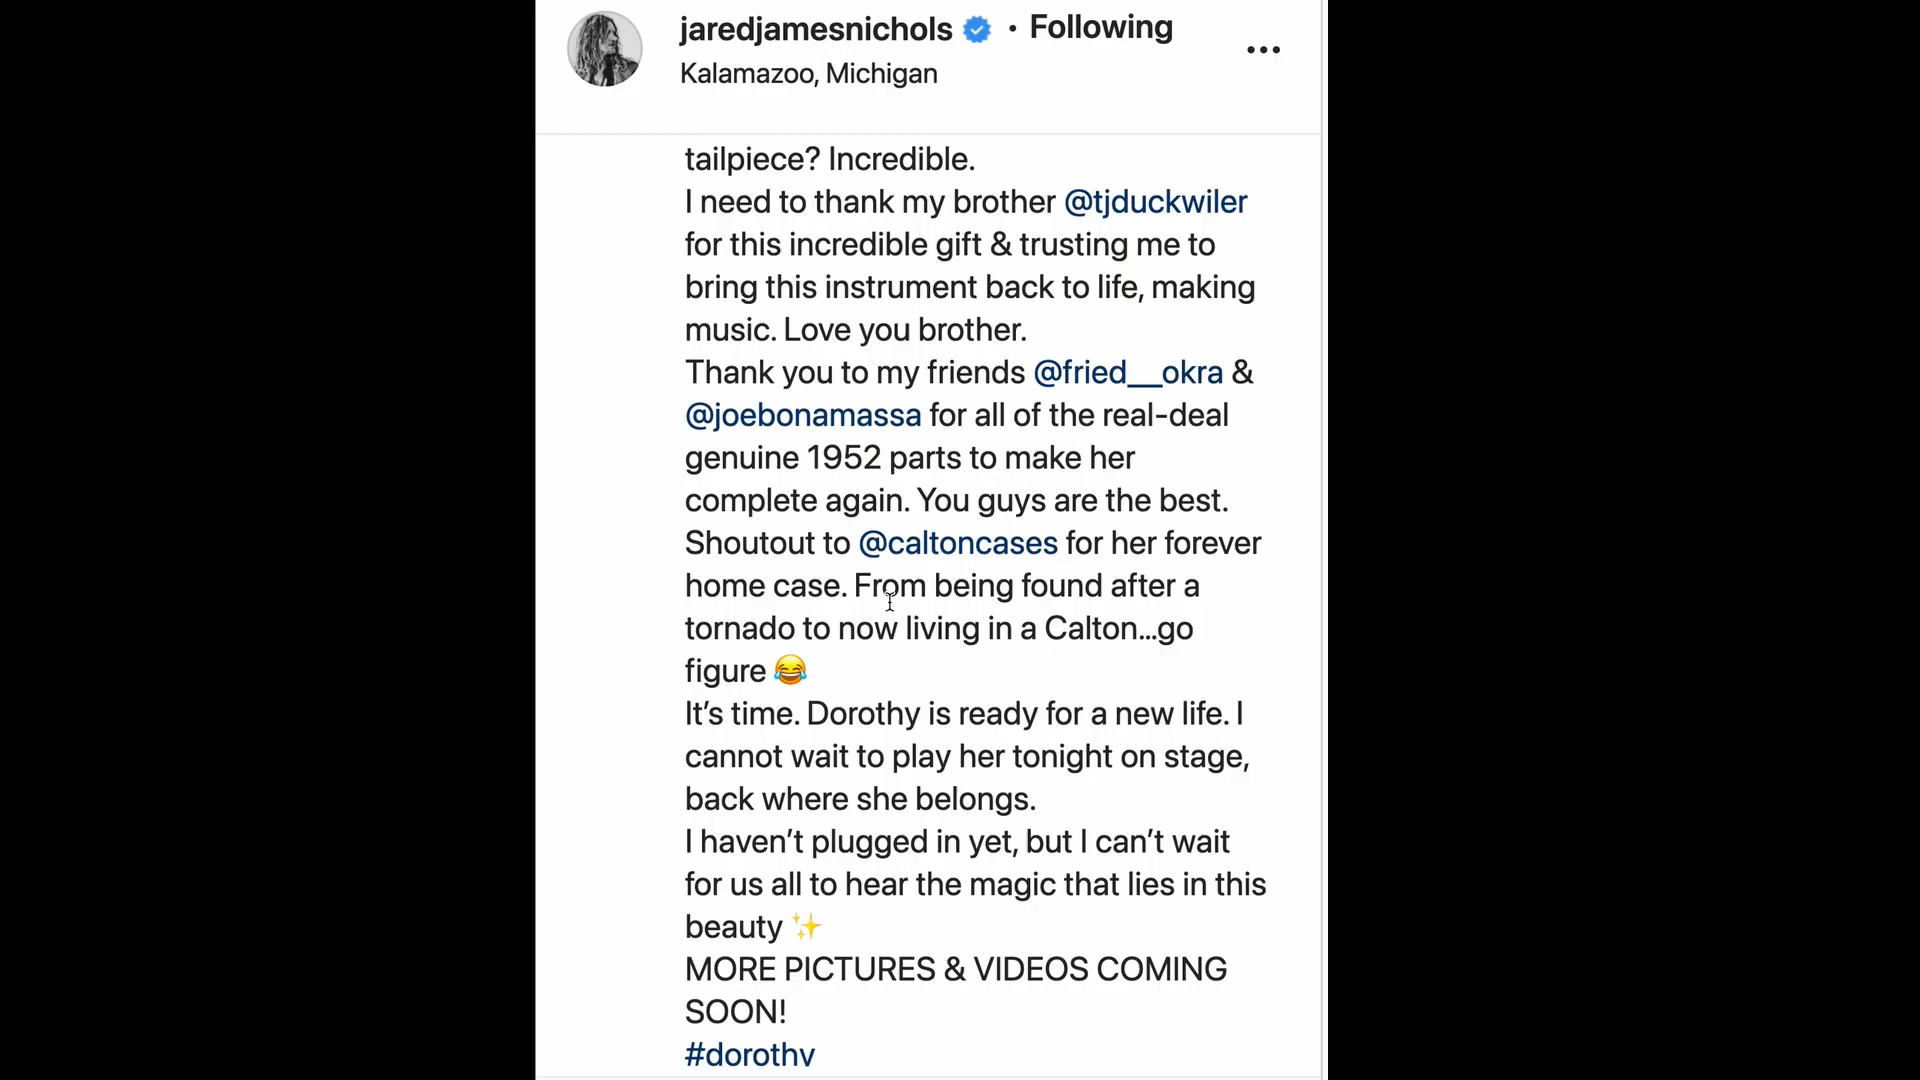 jaredjamesnichols • Following
Kalamazoo, Michigan
tailpiece? Incredible.
I need to thank my brother @tjduckwiler
for this incredible gift & trusting me to
bring this instrument back to life, making
music. Love you brother.
Thank you to my friends @fried__okra &
@joebonamassa for all of the real-deal
genuine 1952 parts to make her
complete again. You guys are the best.
Shoutout to @caltoncases for her forever
home case. From being found after a
tornado to now living in a Calton...go
figure 😂
It’s time. Dorothy is ready for a new life. I
cannot wait to play her tonight on stage,
back where she belongs.
I haven’t plugged in yet, but I can’t wait
for us all to hear the magic that lies in this
beauty ✨
MORE PICTURES & VIDEOS COMING
SOON!
#dorothy